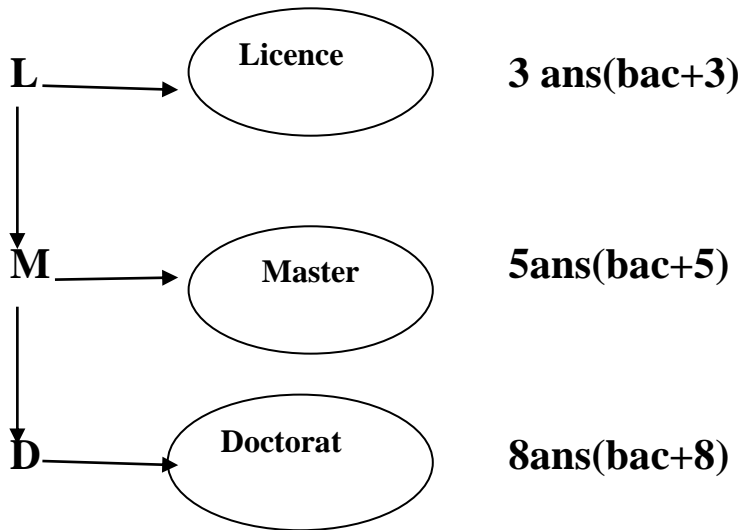 L Licence 3 ans(bac+3)
M Master 5ans(bac+5)
D Doctorat 8ans(bac+8)